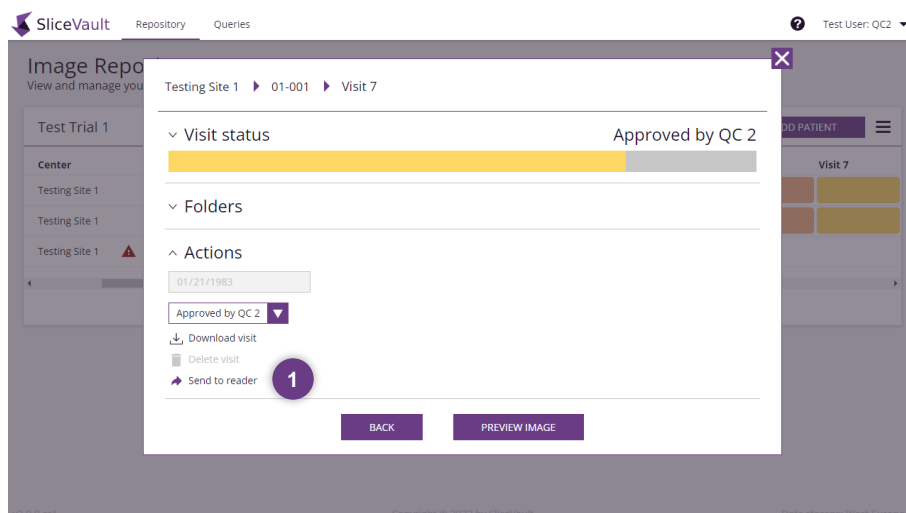 SliceVault Repository Queries ? Test User: QC2
Image Repo
View and manage you
Testing Site 1 01-001 Visit 7
Test Trial 1
DD PATIENT
Visit status Approved by QC 2
Center
Visit 7
Testing Site 1
Folders
Testing Site 1
Testing Site 1
Actions
01/21/1983
Approved by QC 2
Download visit
Delete visit
Send to reader 1
BACK PREVIEW IMAGE